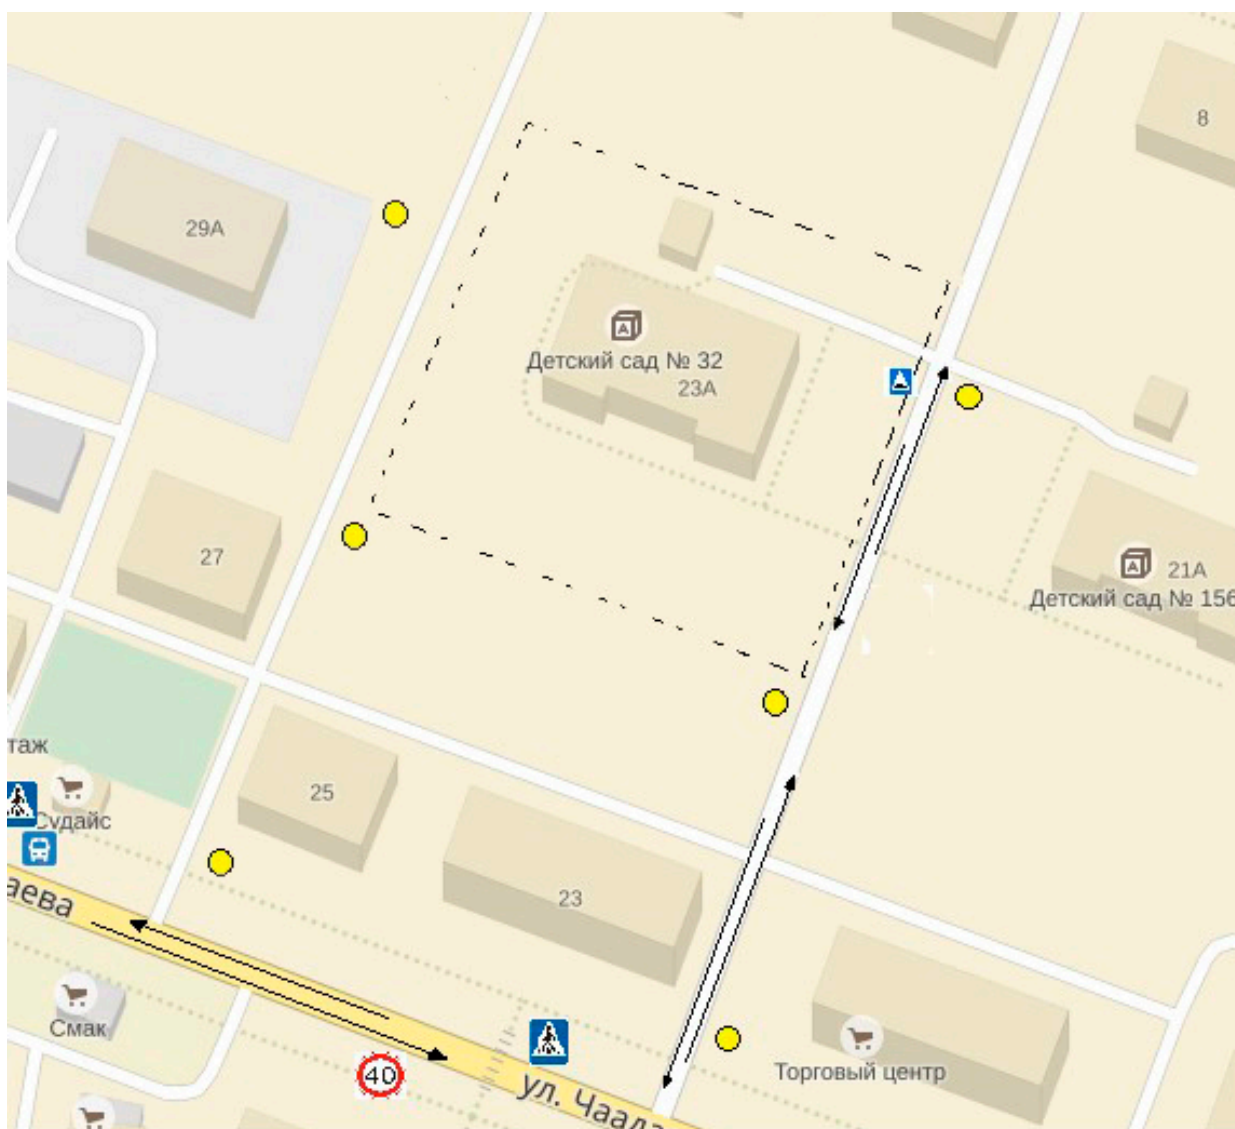 8
29А
Детский сад № 32
23А
27
21А
Детский сад № 156
таж
25
Судайс
23
аева
Смак
40
ул. Чаада
Торговый центр